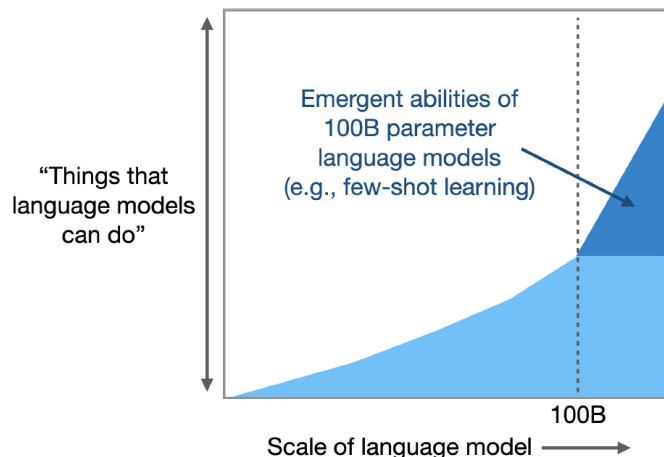 Emergent abilities of
100B parameter
language models
(e.g., few-shot learning)
“Things that
language models
can do”
100B
Scale of language model